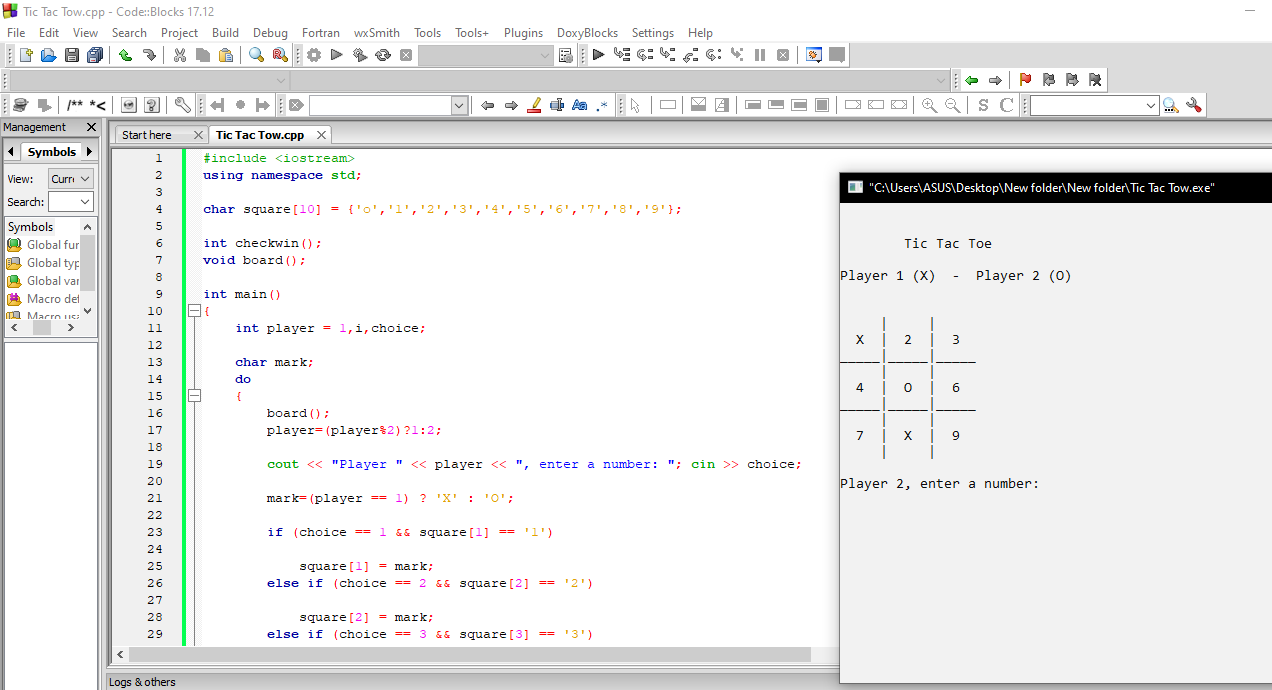 Tic Tac Tow.cpp - Code::Blocks 17.12
File Edit View Search Project Build Debug Fortran wxSmith Tools Tools+ Plugins DoxyBlocks Settings Help
/** *<
Aa .*
S C
Management
Start here
Tic Tac Tow.cpp
Symbols
View: Curr
Search:
Symbols
Global fur
Global typ
Global var
Macro def
1 #include <iostream>
2 using namespace std;
3
4 char square[10] = {'o','1','2','3','4','5','6','7','8','9'};
5
6 int checkwin();
7 void board();
8
9 int main()
10 {
11 int player = 1,i,choice;
12
13 char mark;
14 do
15 {
16 board();
17 player=(player%2)?1:2;
18
19 cout << "Player " << player << ", enter a number: "; cin >> choice;
20
21 mark=(player == 1) ? 'X' : 'O';
22
23 if (choice == 1 && square[1] == '1')
24
25 square[1] = mark;
26 else if (choice == 2 && square[2] == '2')
27
28 square[2] = mark;
29 else if (choice == 3 && square[3] == '3')
Logs & others
"C:\Users\ASUS\Desktop\New folder\New folder\Tic Tac Tow.exe"
Tic Tac Toe
Player 1 (X) - Player 2 (O)
| |
X | 2 | 3
_____|_____|_____
| |
4 | O | 6
_____|_____|_____
| |
7 | X | 9
| |
Player 2, enter a number: